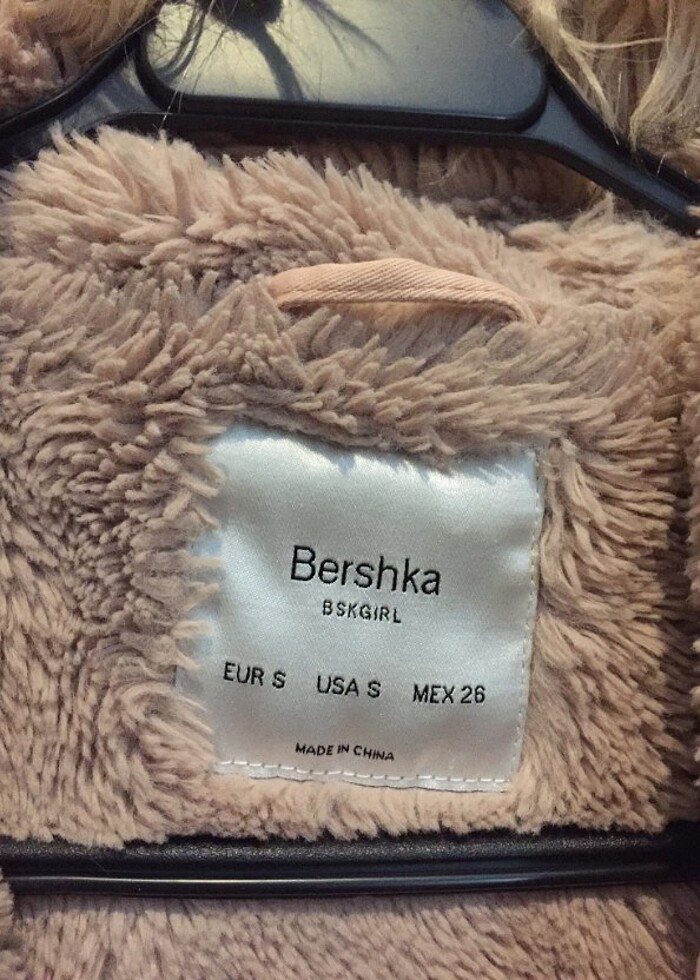 Bershka
BSKGIRL
EUR S USA S MEX 26
MADE IN CHINA